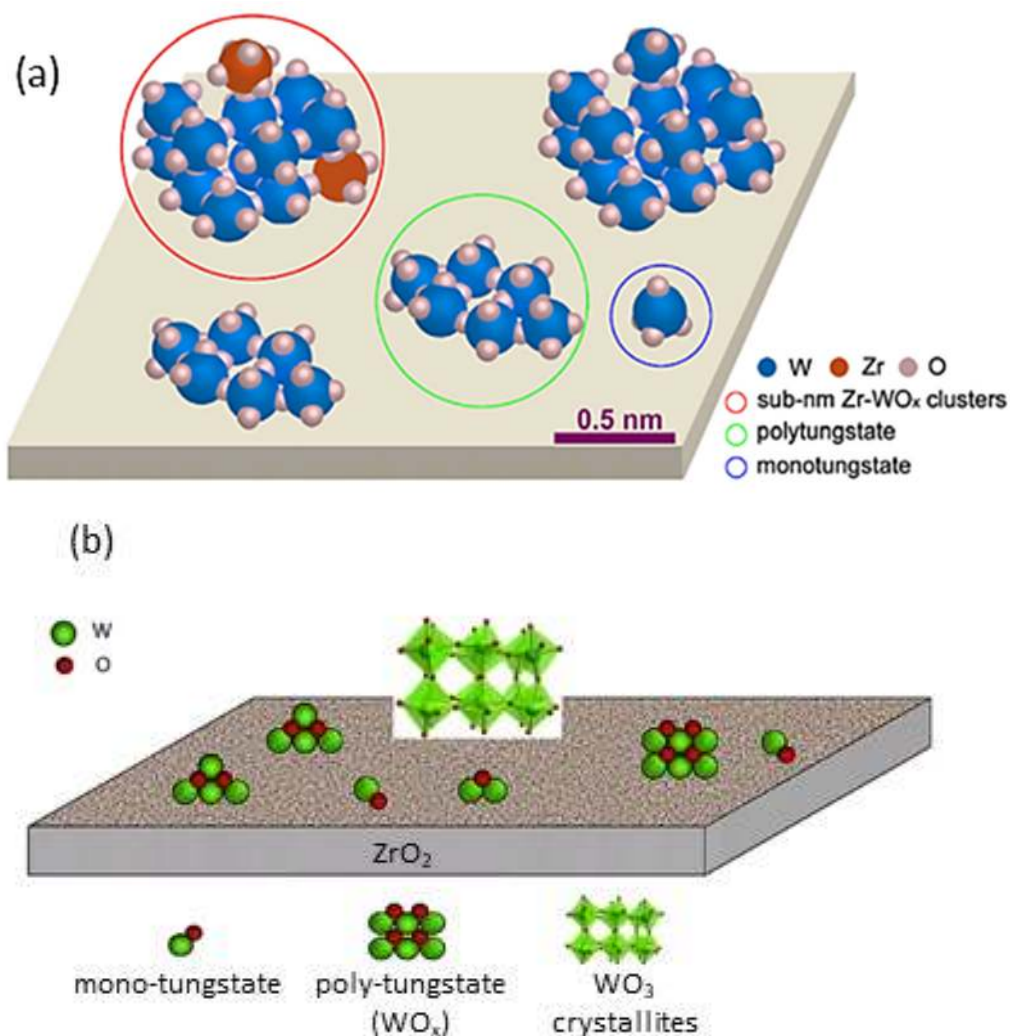 (a)
W Zr O
sub-nm Zr-WOₓ clusters
0.5 nm
polytungstate
monotungstate
(b)
W
O
ZrO₂
mono-tungstate
poly-tungstate
(WOₓ)
WO₃
crystallites